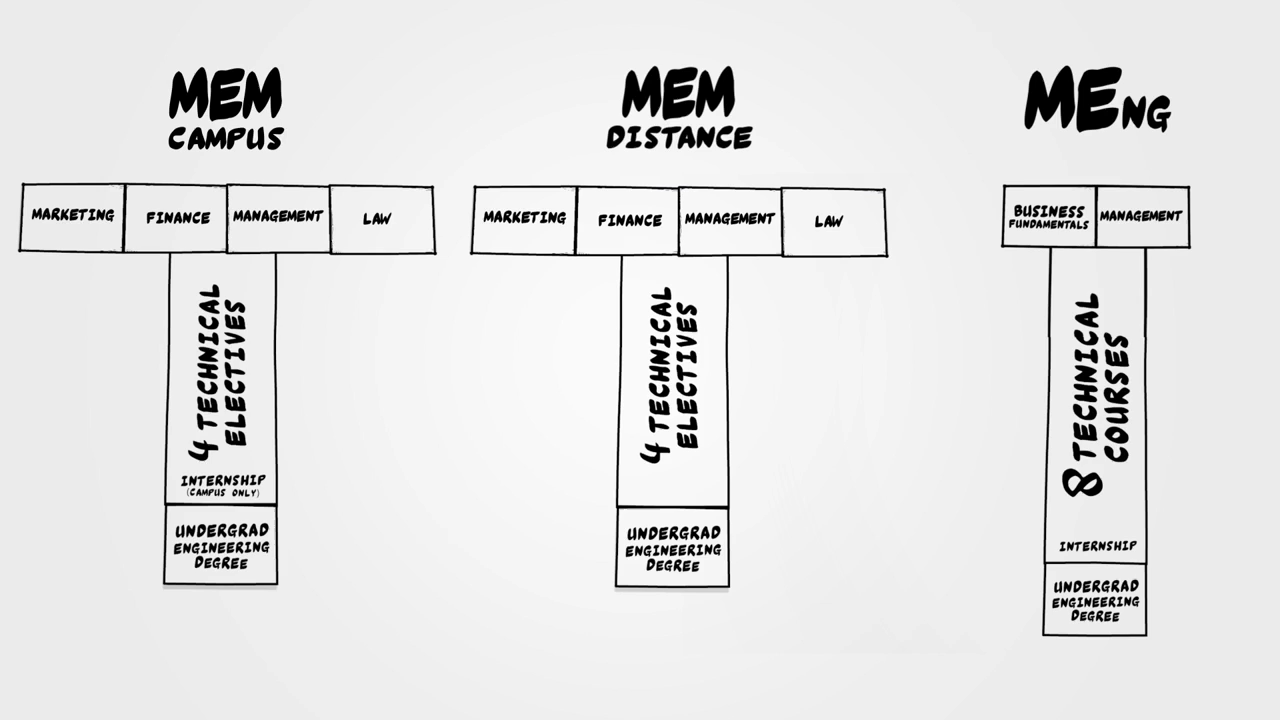 MEM
CAMPUS
MARKETING
FINANCE
MANAGEMENT
LAW
4 TECHNICAL
ELECTIVES
INTERNSHIP
(CAMPUS ONLY)
UNDERGRAD
ENGINEERING
DEGREE
MEM
DISTANCE
MARKETING
FINANCE
MANAGEMENT
LAW
4 TECHNICAL
ELECTIVES
UNDERGRAD
ENGINEERING
DEGREE
MENG
BUSINESS
FUNDAMENTALS
MANAGEMENT
8 TECHNICAL
COURSES
INTERNSHIP
UNDERGRAD
ENGINEERING
DEGREE